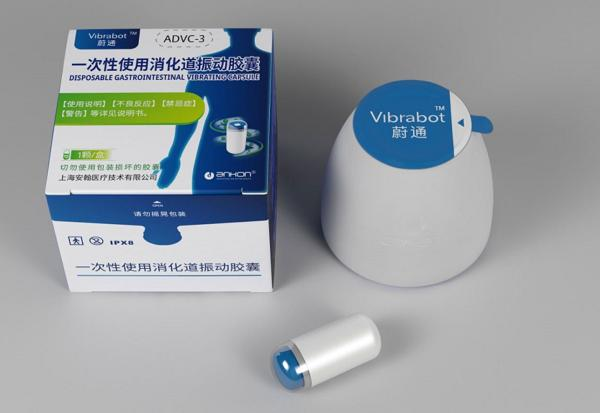 Vibrabot™
蔚通
ADVC-3
一次性使用消化道振动胶囊
DISPOSABLE GASTROINTESTINAL VIBRATING CAPSULE
【使用说明】【不良反应】【禁忌症】
【警告】等详见说明书。
1颗/盒
切勿使用包装损坏的胶囊
上海安翰医疗技术有限公司
ANKON®
OPEN
请勿揭晃包装
IPX8
一次性使用消化道振动胶囊
Vibrabot™
蔚通